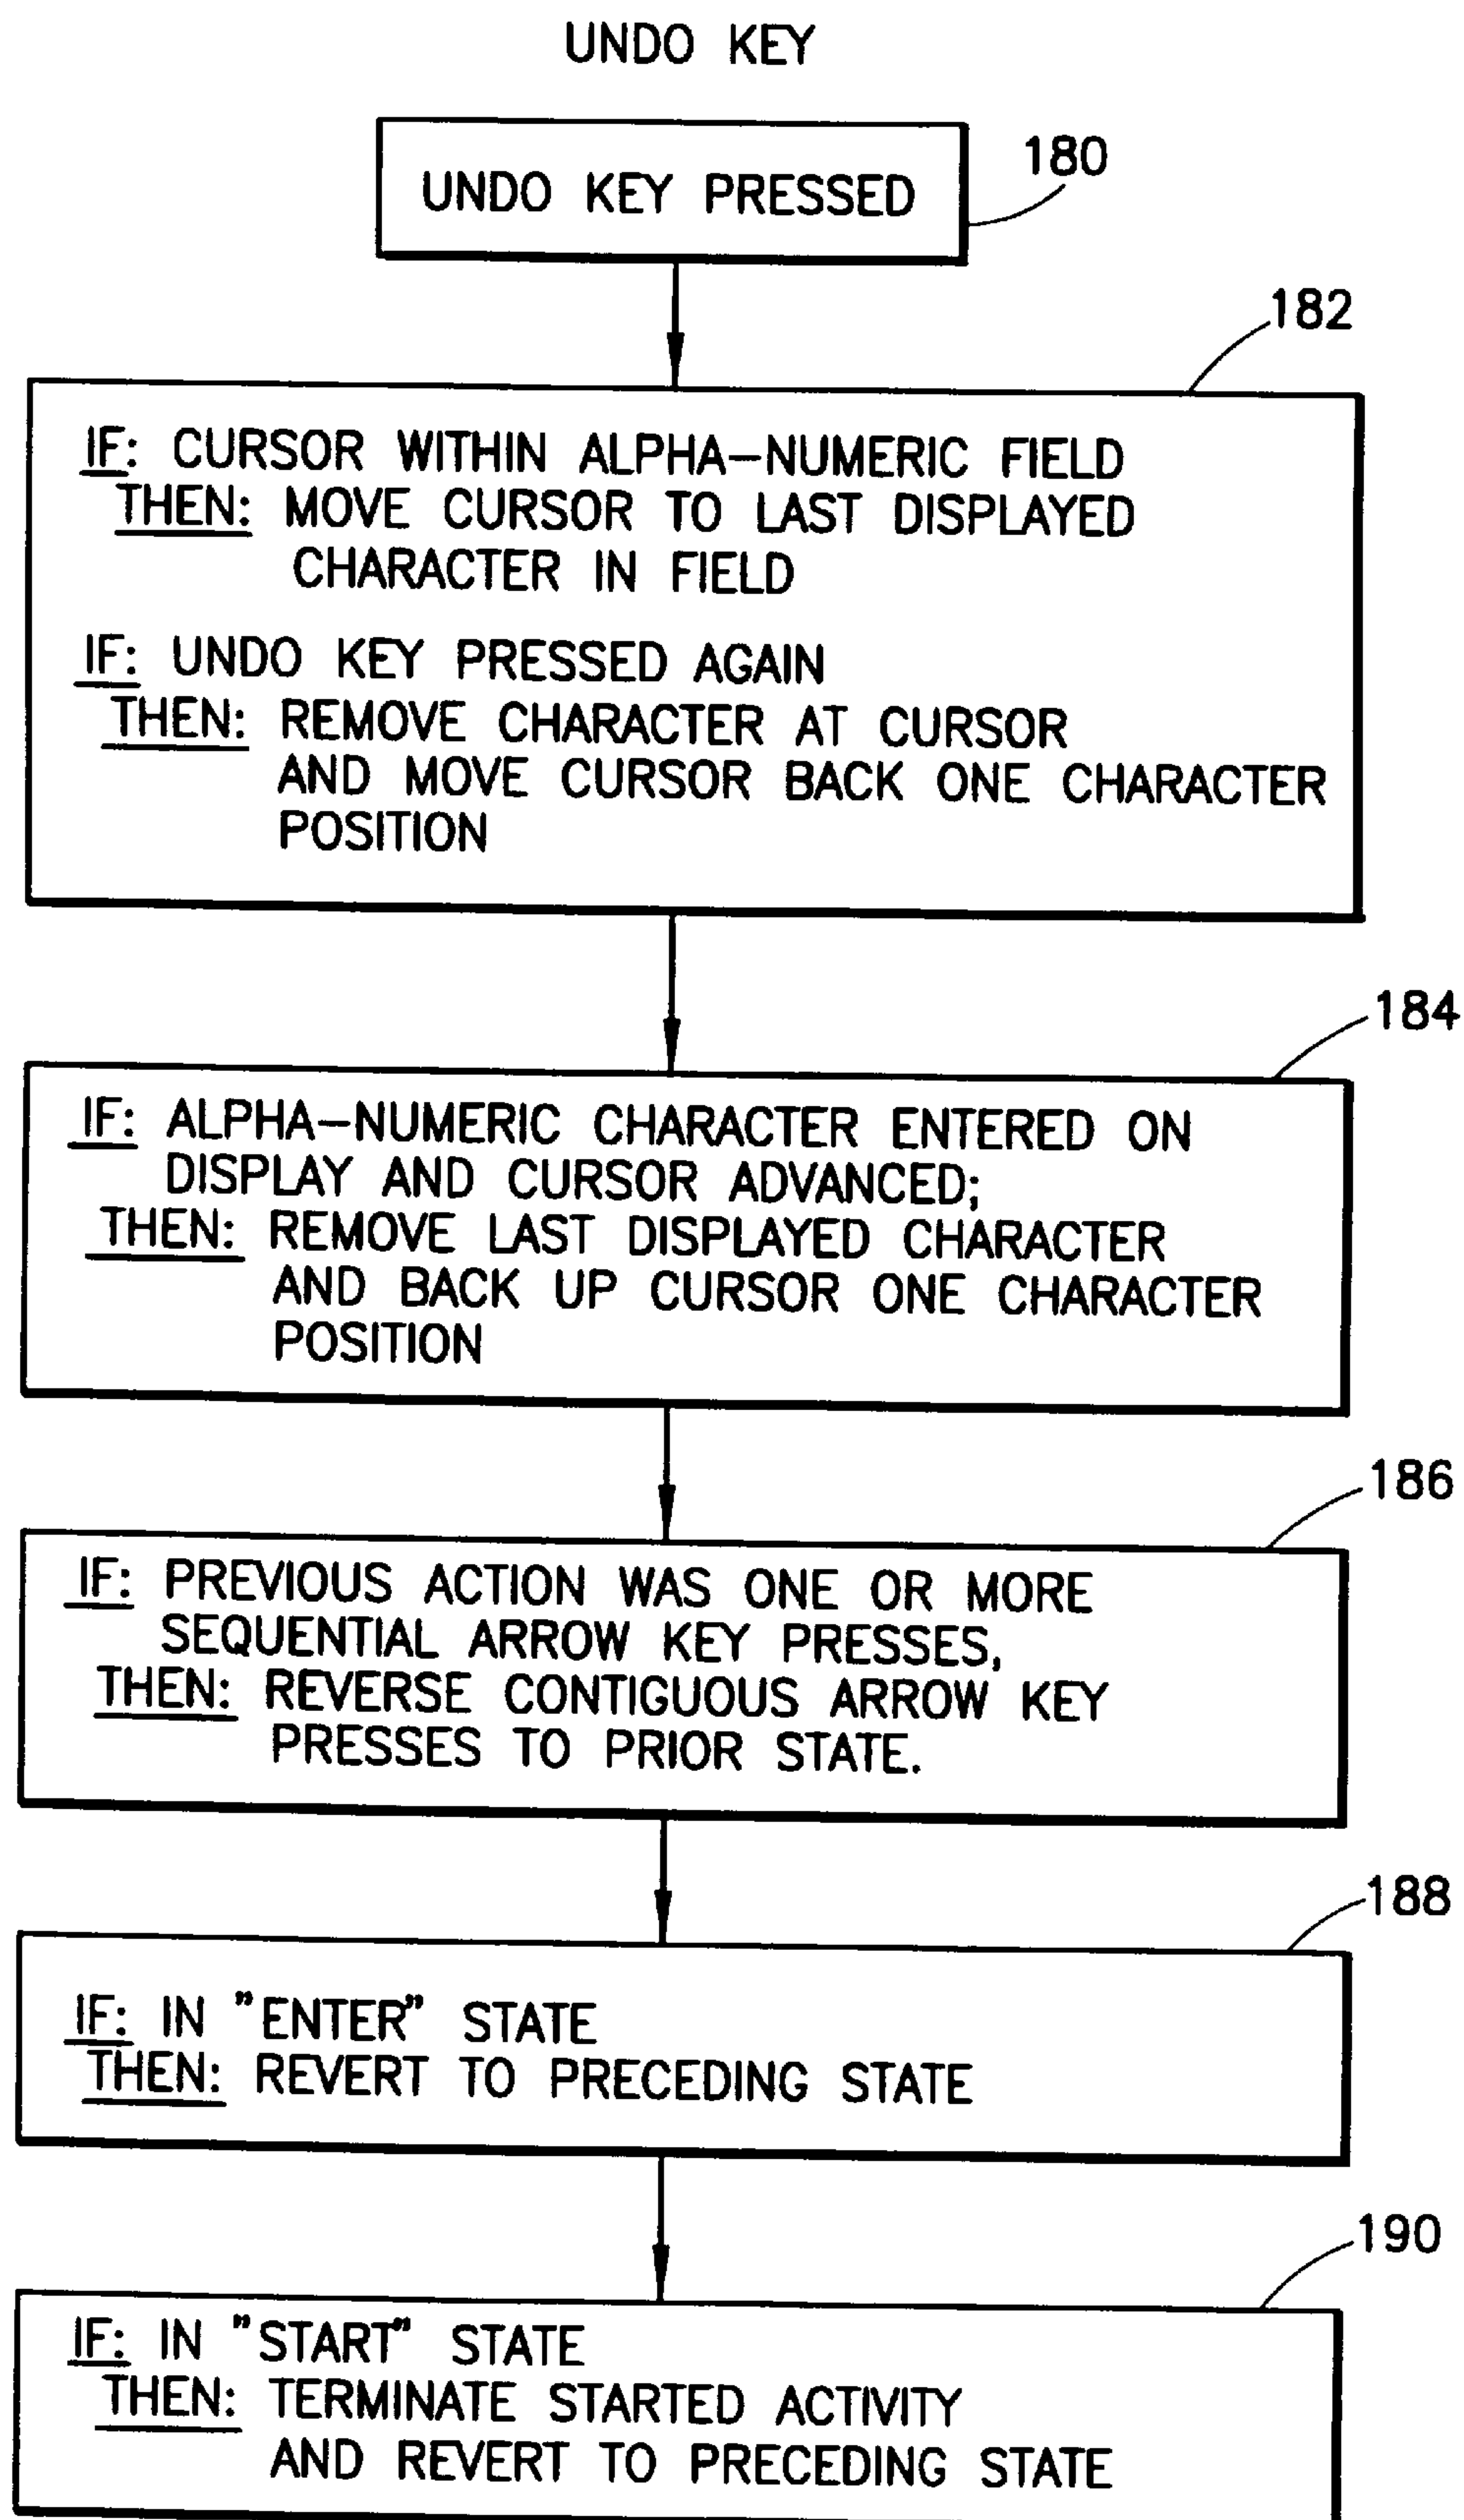 UNDO KEY
UNDO KEY PRESSED
180
182
IF: CURSOR WITHIN ALPHA-NUMERIC FIELD
THEN: MOVE CURSOR TO LAST DISPLAYED
CHARACTER IN FIELD
IF: UNDO KEY PRESSED AGAIN
THEN: REMOVE CHARACTER AT CURSOR
AND MOVE CURSOR BACK ONE CHARACTER
POSITION
184
IF: ALPHA-NUMERIC CHARACTER ENTERED ON
DISPLAY AND CURSOR ADVANCED;
THEN: REMOVE LAST DISPLAYED CHARACTER
AND BACK UP CURSOR ONE CHARACTER
POSITION
186
IF: PREVIOUS ACTION WAS ONE OR MORE
SEQUENTIAL ARROW KEY PRESSES,
THEN: REVERSE CONTIGUOUS ARROW KEY
PRESSES TO PRIOR STATE.
188
IF: IN "ENTER" STATE
THEN: REVERT TO PRECEDING STATE
190
IF: IN "START" STATE
THEN: TERMINATE STARTED ACTIVITY
AND REVERT TO PRECEDING STATE